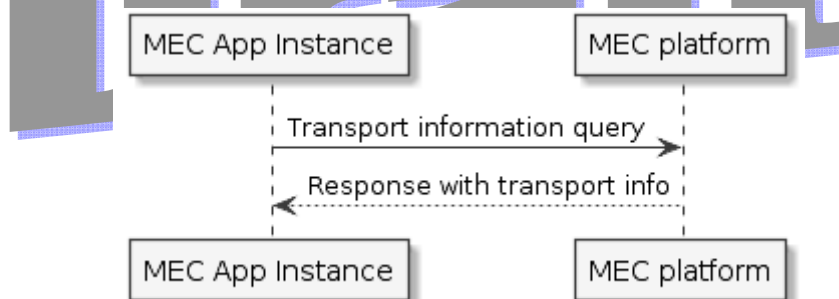 MEC App Instance
MEC platform
Transport information query
Response with transport info
MEC App Instance
MEC platform